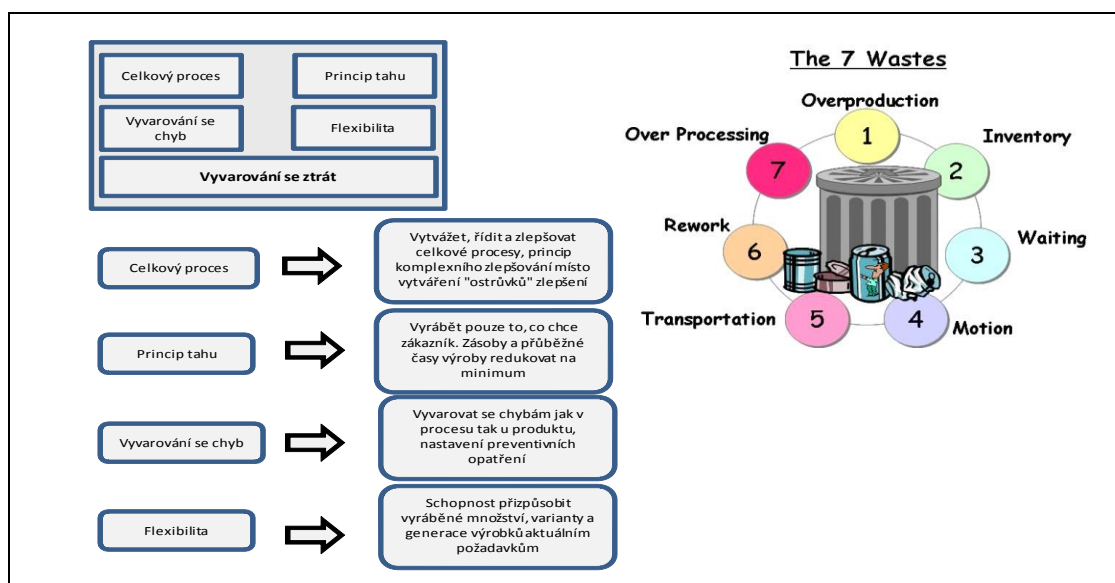 Celkový proces
Princip tahu
Vyvarování se
chyb
Flexibilita
Vyvarování se ztrát
Celkový proces
Vytvážet, řídit a zlepšovat
celkové procesy, princip
komplexního zlepšování místo
vytváření "ostrůvků" zlepšení
Princip tahu
Vyrábět pouze to, co chce
zákazník. Zásoby a přůběžné
časy výroby redukovat na
minimum
Vyvarování se chyb
Vyvarovat se chybám jak v
procesu tak u produktu,
nastavení preventivních
opatření
Flexibilita
Schopnost přizpůsobit
vyráběné množství, varianty a
generace výrobků aktuálním
požadavkům
The 7 Wastes
Overproduction
1
Inventory
2
Waiting
3
Motion
4
Transportation
5
Rework
6
Over Processing
7